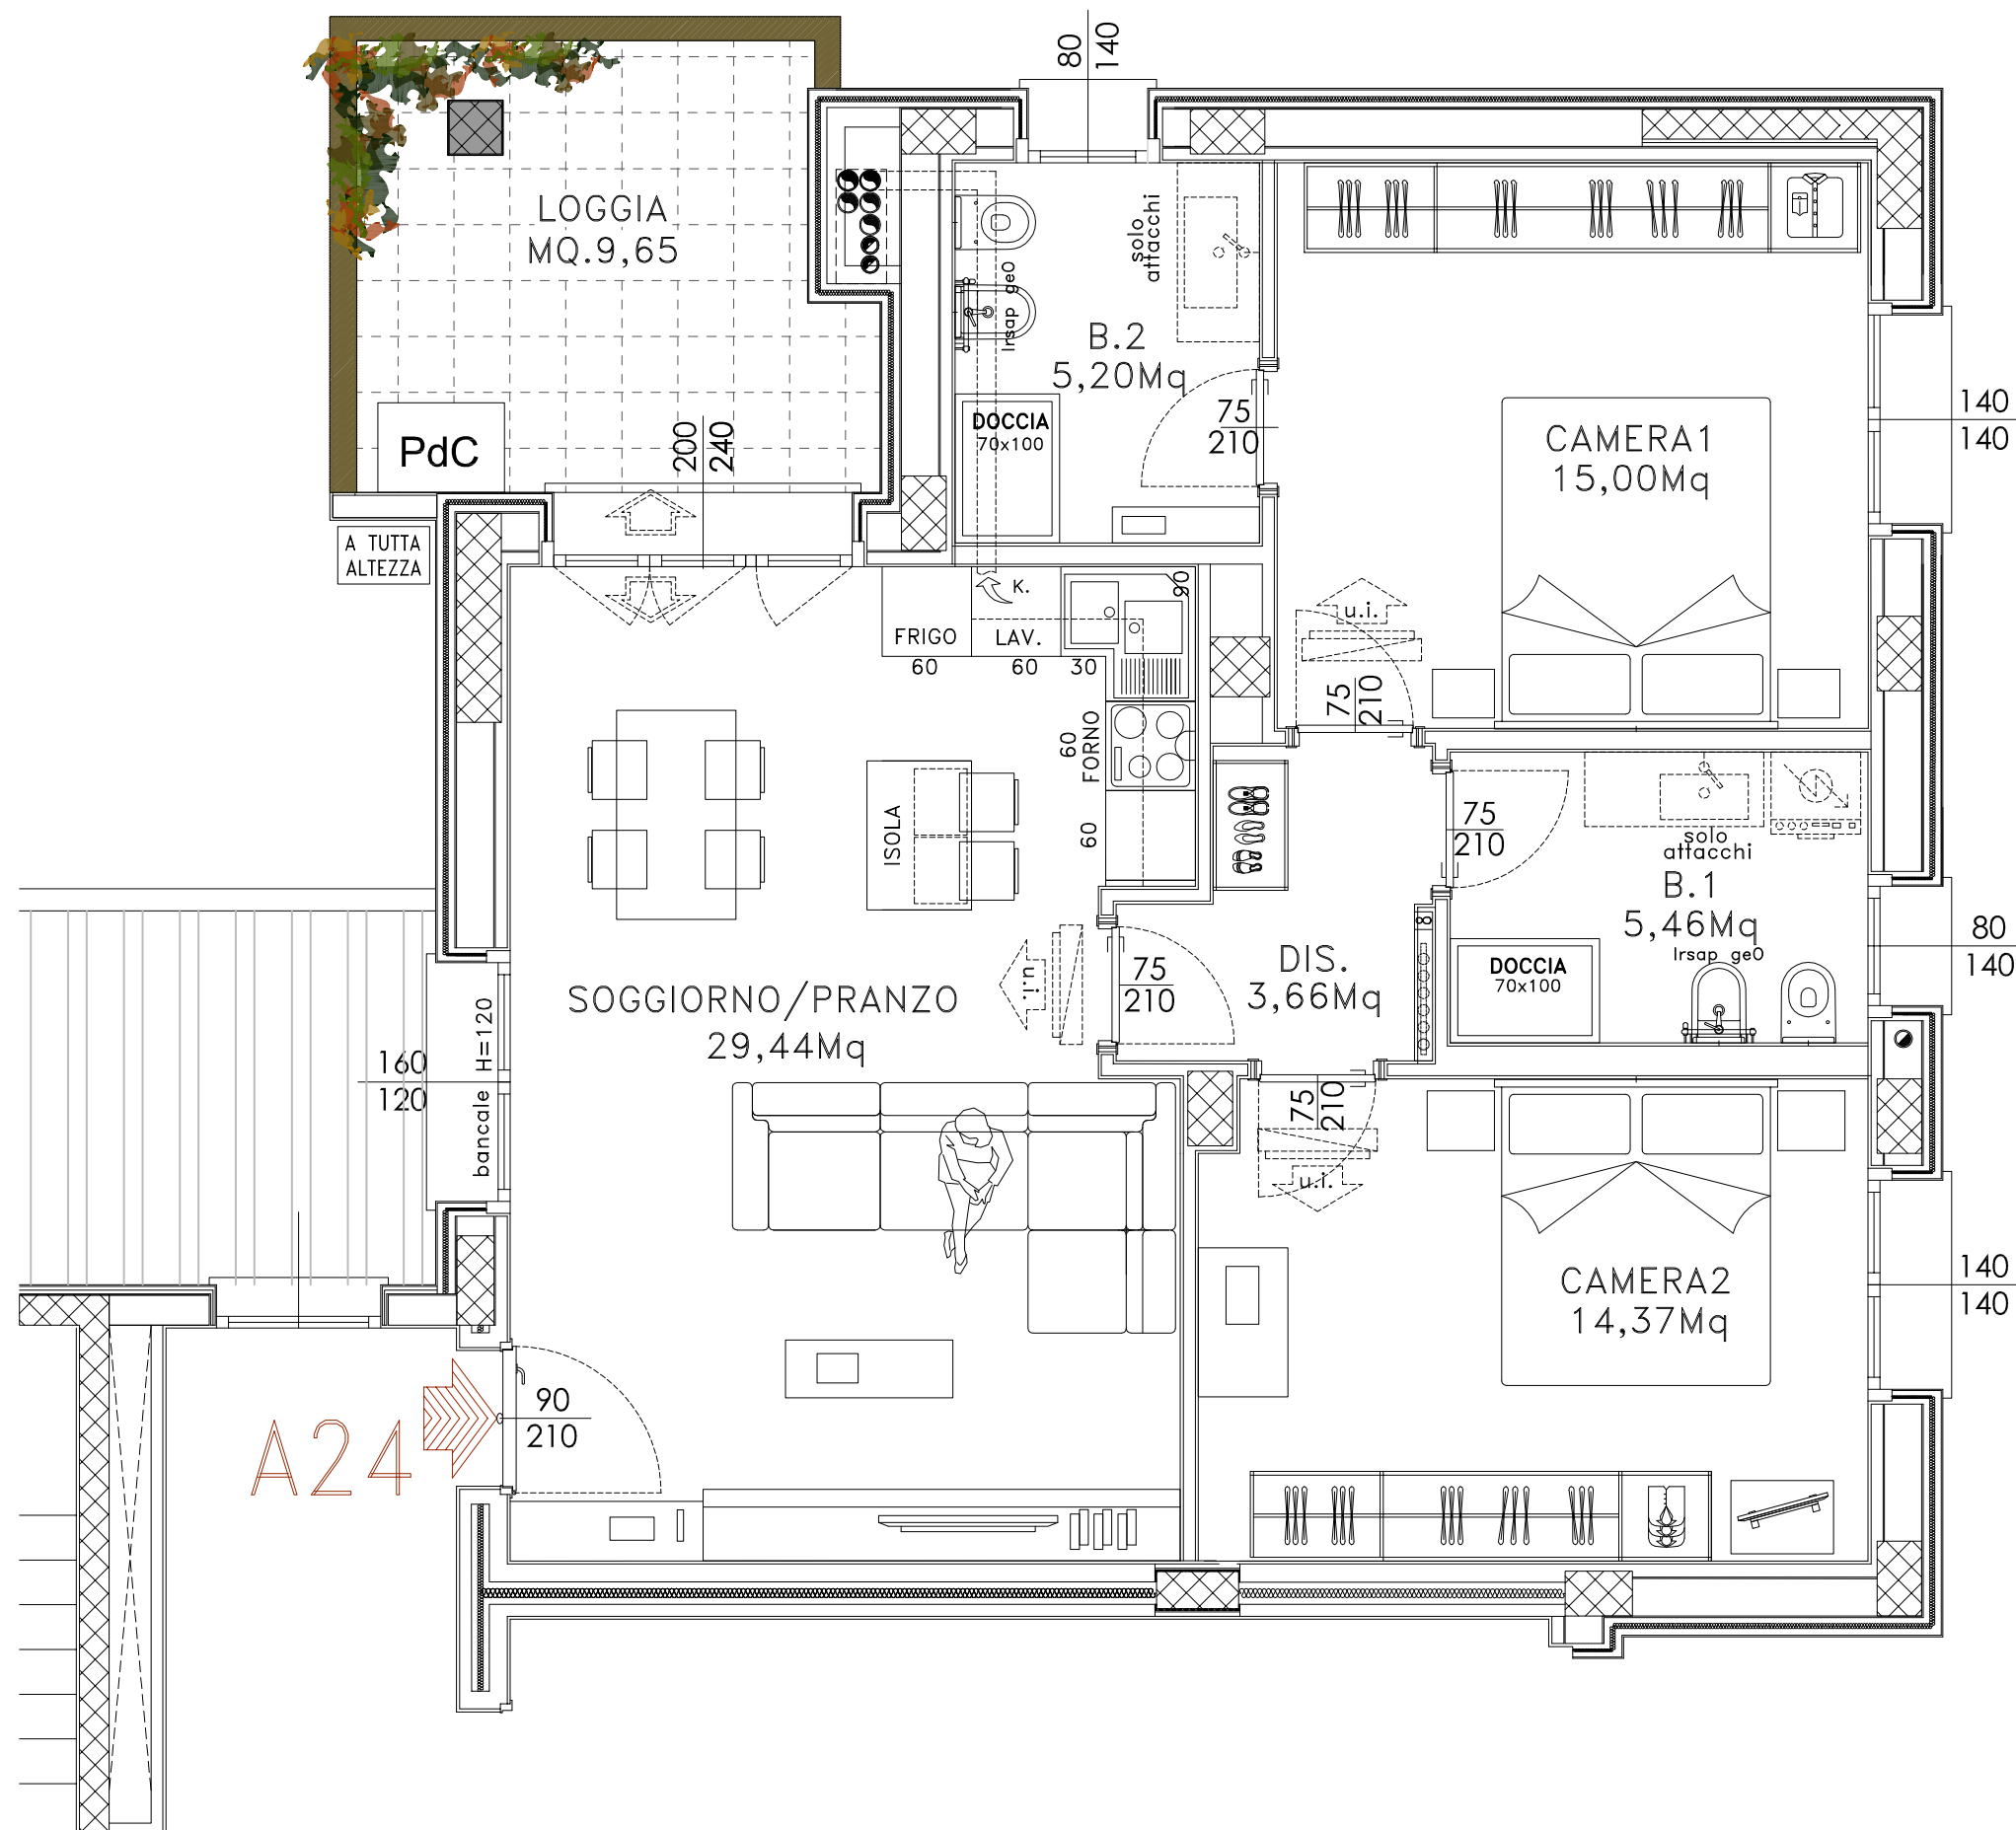 80
140
LOGGIA
MQ.9,65
solo
attacchi
Irsap ge0
B.2
5,20Mq
DOCCIA
70x100
75
210
CAMERA1
15,00Mq
140
140
PdC
200
240
A TUTTA
ALTEZZA
K.
90
FRIGO
LAV.
60
60
30
u.i.
75
210
60
FORNO
60
ISOLA
75
210
solo
attacchi
B.1
5,46Mq
Irsap ge0
DOCCIA
70x100
80
140
8
DIS.
3,66Mq
75
210
u.i.
SOGGIORNO/PRANZO
29,44Mq
160
120
bancale H=120
75
210
u.i.
CAMERA2
14,37Mq
140
140
A24
90
210